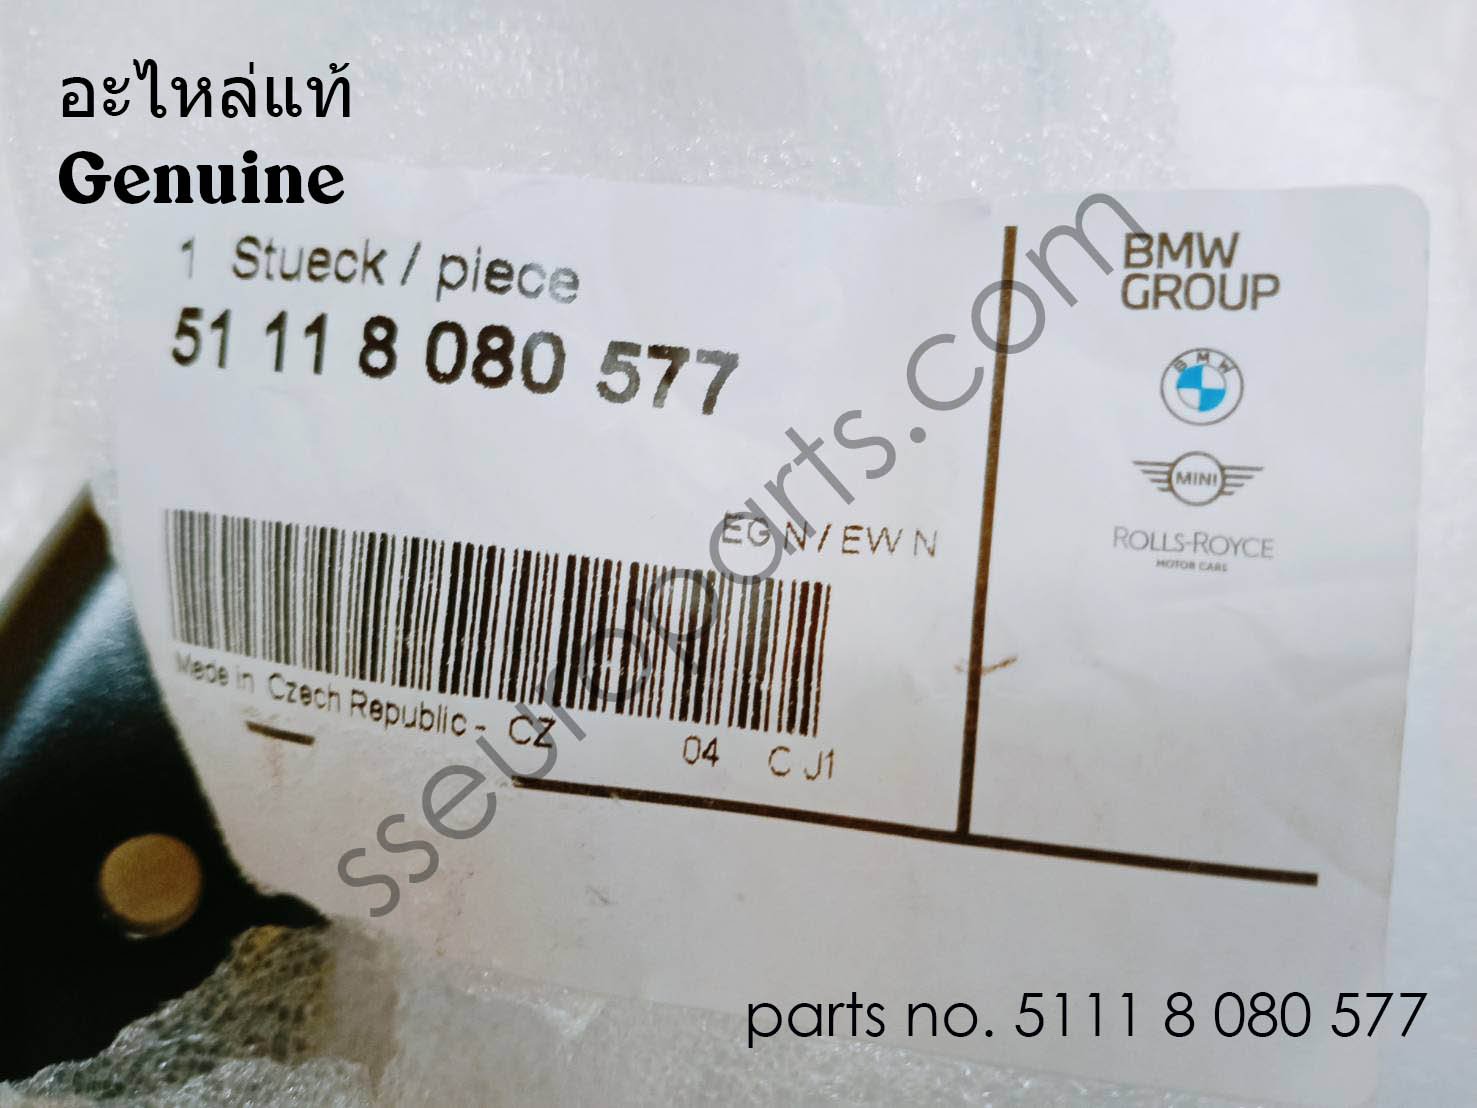 อะไหล่แท้
Genuine
1 Stueck / piece
51 11 8 080 577
EG N / EW N
Made in Czech Republic - CZ
04 C J1
BMW
GROUP
BMW
MINI
ROLLS-ROYCE
MOTOR CARS
sseuroparts.com
parts no. 5111 8 080 577